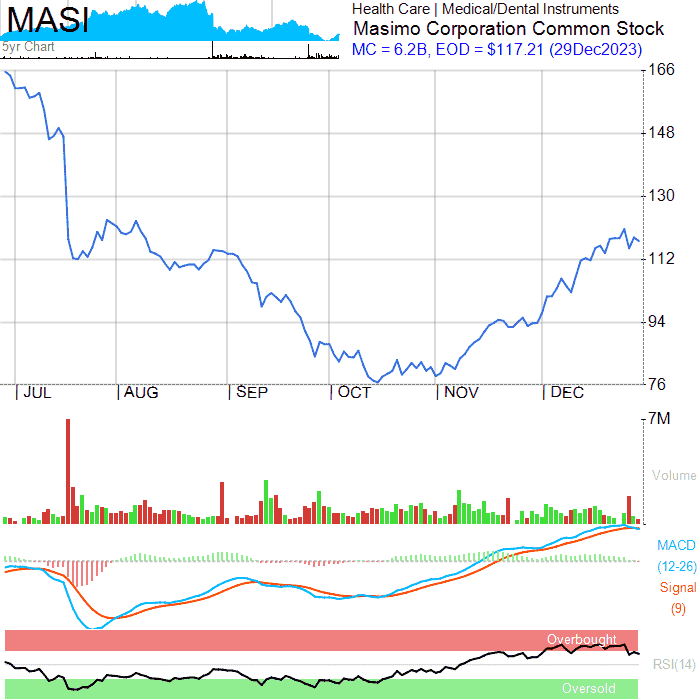 MASI
5yr Chart
Health Care | Medical/Dental Instruments
Masimo Corporation Common Stock
MC = 6.2B, EOD = $117.21 (29Dec2023)
166
148
130
112
94
76
JUL
AUG
SEP
OCT
NOV
DEC
7M
Volume
MACD
(12-26)
Signal
(9)
Overbought
RSI(14)
Oversold